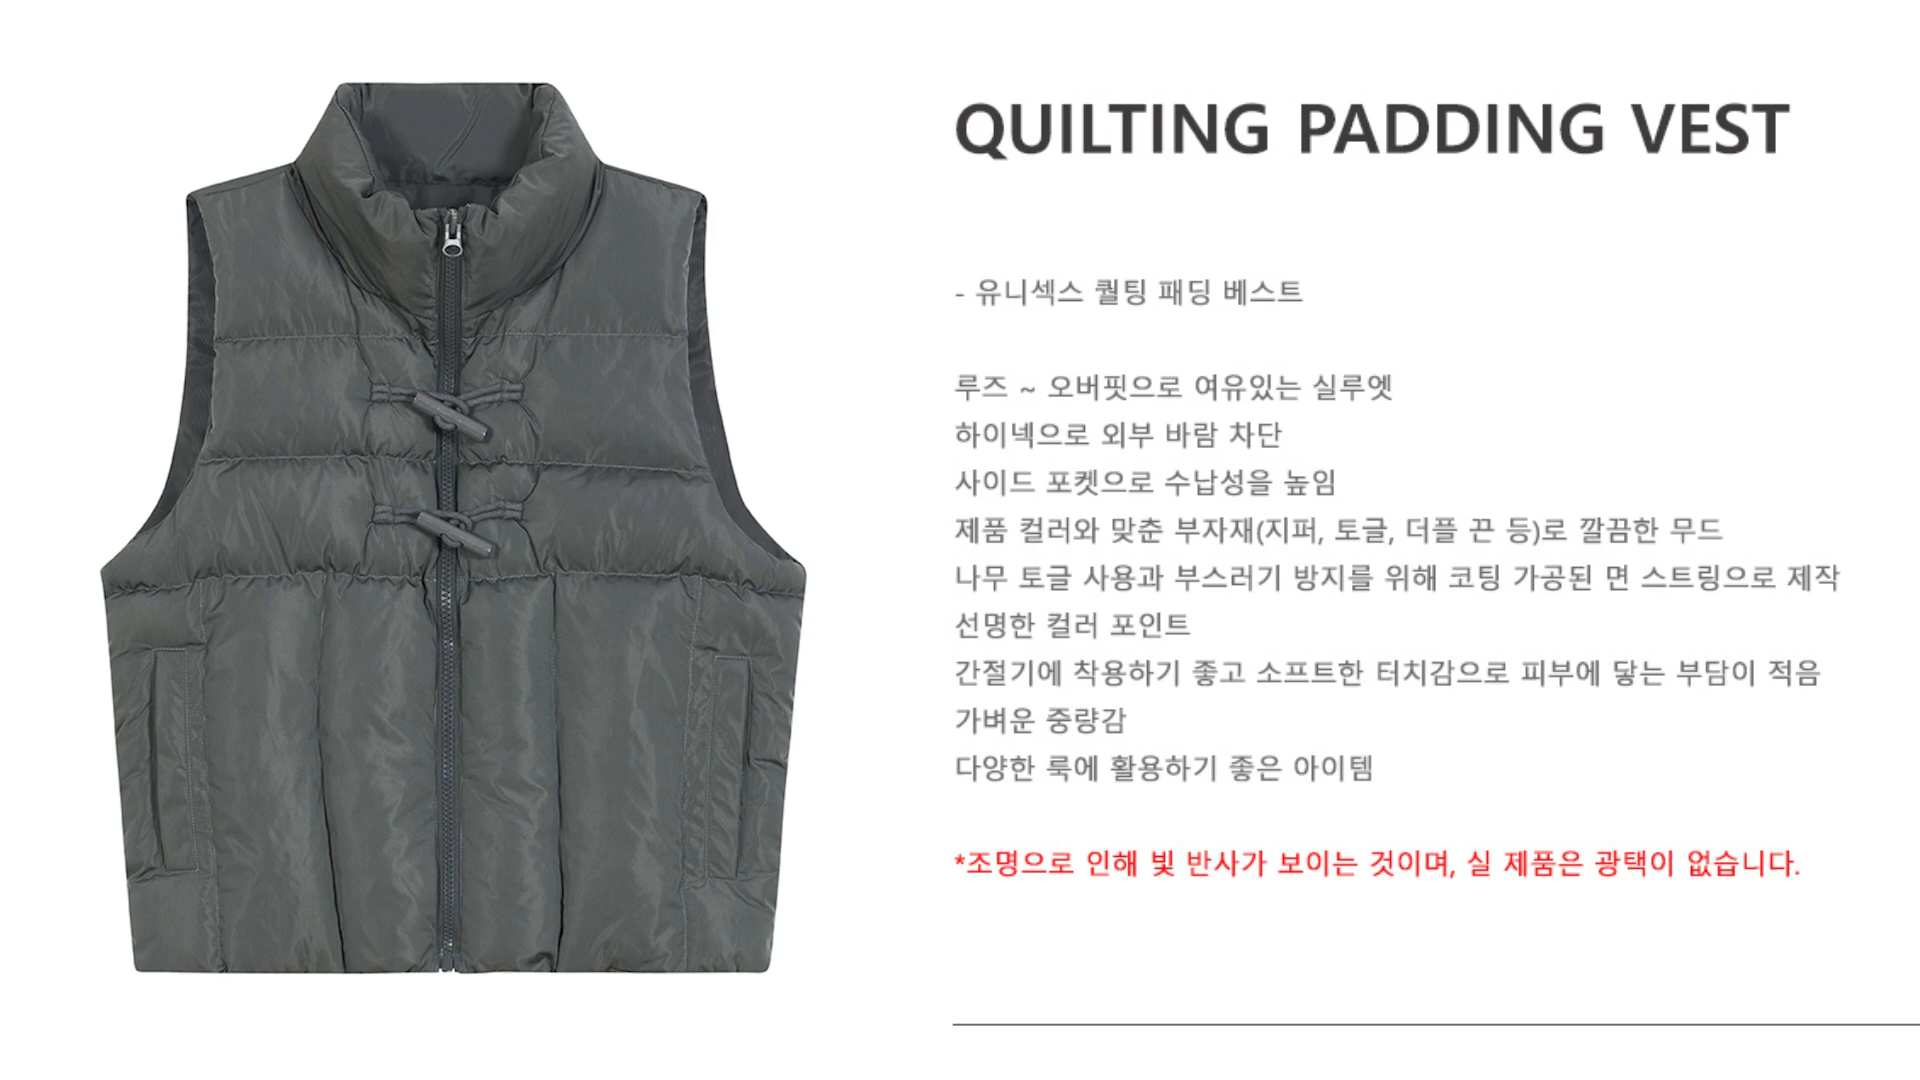 QUILTING PADDING VEST
- 유니섹스 퀼팅 패딩 베스트
루즈 ~ 오버핏으로 여유있는 실루엣
하이넥으로 외부 바람 차단
사이드 포켓으로 수납성을 높임
제품 컬러와 맞춘 부자재(지퍼, 토글, 더플 끈 등)로 깔끔한 무드
나무 토글 사용과 부스러기 방지를 위해 코팅 가공된 면 스트링으로 제작
선명한 컬러 포인트
간절기에 착용하기 좋고 소프트한 터치감으로 피부에 닿는 부담이 적음
가벼운 중량감
다양한 룩에 활용하기 좋은 아이템
*조명으로 인해 빛 반사가 보이는 것이며, 실 제품은 광택이 없습니다.